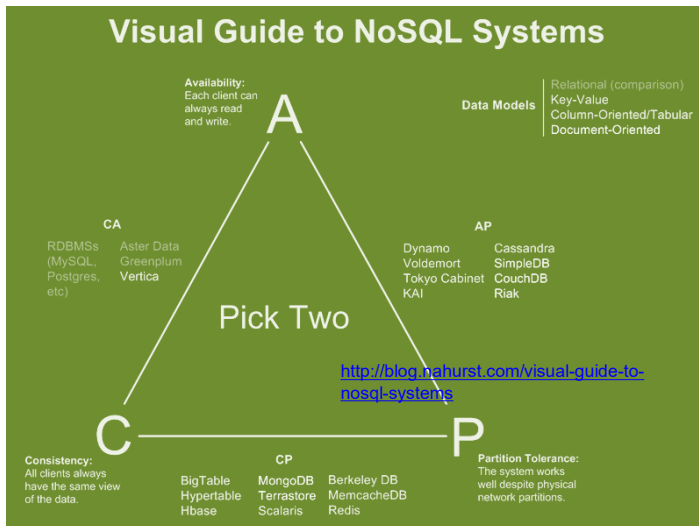 Visual Guide to NoSQL Systems
Availability:
Each client can
always read
and write.
A
Data Models
Relational (comparison)
Key-Value
Column-Oriented/Tabular
Document-Oriented
CA
RDBMSs
(MySQL,
Postgres,
etc)
Aster Data
Greenplum
Vertica
AP
Dynamo
Voldemort
Tokyo Cabinet
KAI
Cassandra
SimpleDB
CouchDB
Riak
Pick Two
http://blog.nahurst.com/visual-guide-to-
nosql-systems
C
P
Consistency:
All clients always
have the same view
of the data.
CP
BigTable
Hypertable
Hbase
MongoDB
Terrastore
Scalaris
Berkeley DB
MemcacheDB
Redis
Partition Tolerance:
The system works
well despite physical
network partitions.